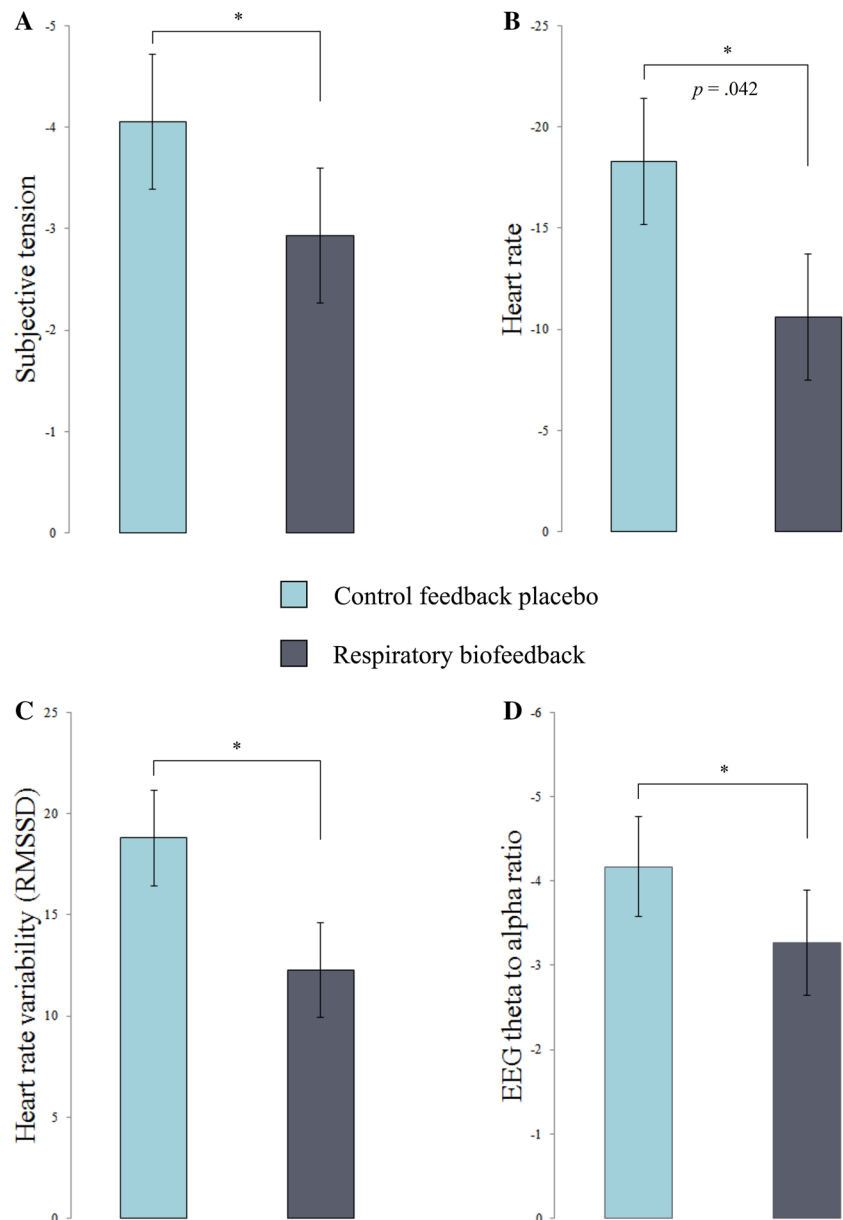 A
*
-5
-4
-3
-2
-1
0
Subjective tension
B
*
p = .042
-25
-20
-15
-10
-5
0
Heart rate
Control feedback placebo
Respiratory biofeedback
C
*
25
20
15
10
5
0
Heart rate variability (RMSSD)
D
*
-6
-5
-4
-3
-2
-1
0
EEG theta to alpha ratio